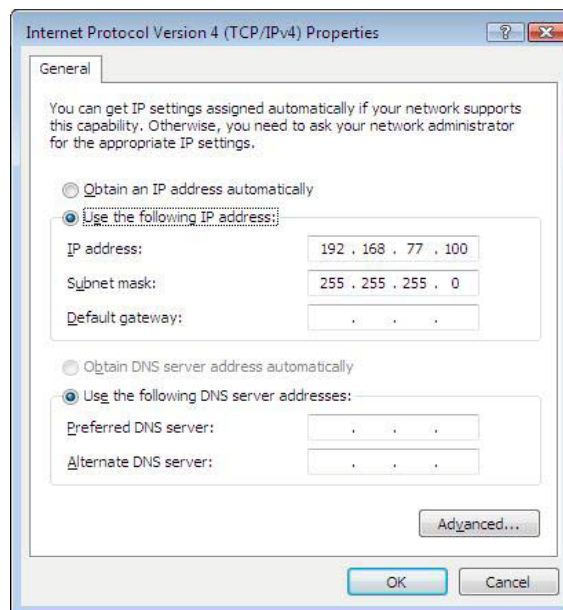 Internet Protocol Version 4 (TCP/IPv4) Properties
General
You can get IP settings assigned automatically if your network supports
this capability. Otherwise, you need to ask your network administrator
for the appropriate IP settings.
Obtain an IP address automatically
Use the following IP address:
IP address: 192 . 168 . 77 . 100
Subnet mask: 255 . 255 . 255 . 0
Default gateway: . . .
Obtain DNS server address automatically
Use the following DNS server addresses:
Preferred DNS server: . . .
Alternate DNS server: . . .
Advanced...
OK Cancel